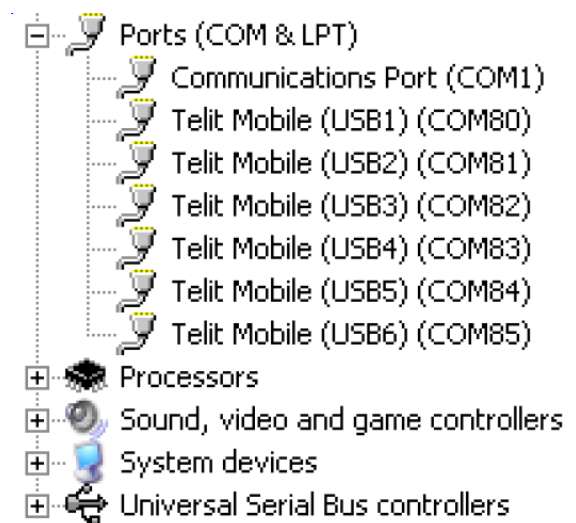 Ports (COM & LPT)
Communications Port (COM1)
Telit Mobile (USB1) (COM80)
Telit Mobile (USB2) (COM81)
Telit Mobile (USB3) (COM82)
Telit Mobile (USB4) (COM83)
Telit Mobile (USB5) (COM84)
Telit Mobile (USB6) (COM85)
Processors
Sound, video and game controllers
System devices
Universal Serial Bus controllers